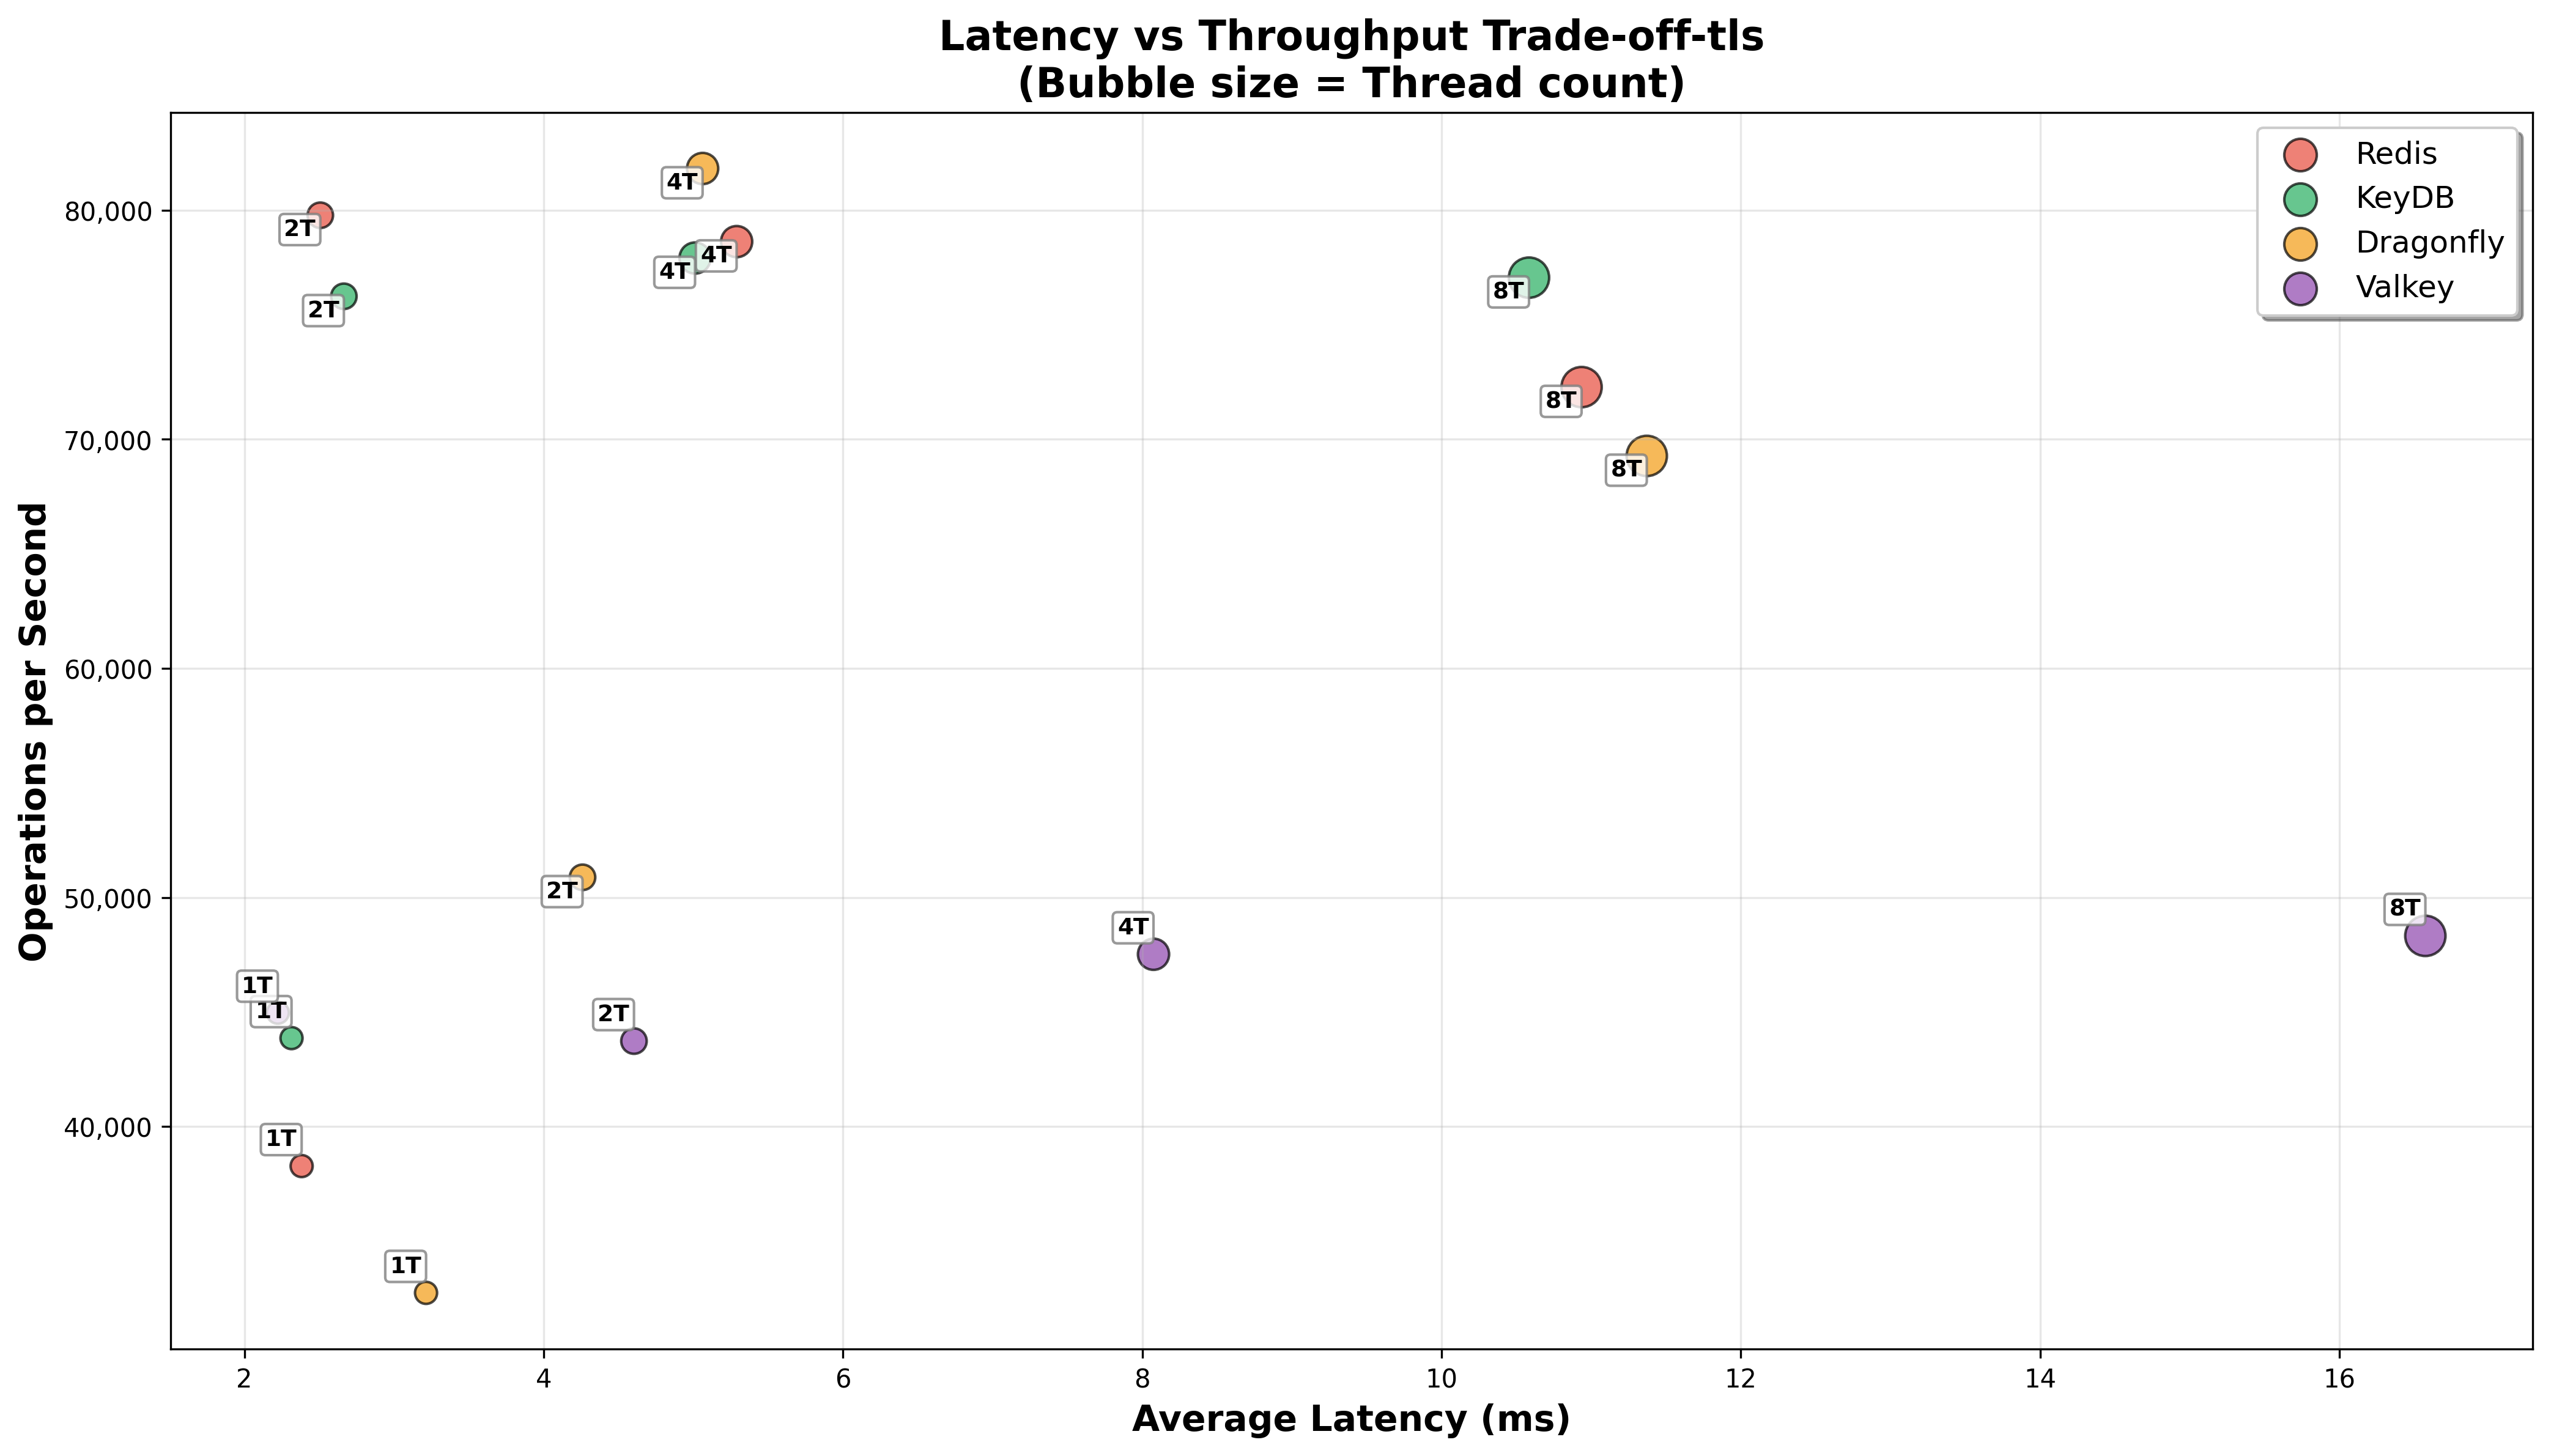 Latency vs Throughput Trade-off-tls
(Bubble size = Thread count)
Redis
KeyDB
Dragonfly
Valkey
Operations per Second
80,000
70,000
60,000
50,000
40,000
4T
2T
4T
4T
2T
8T
8T
8T
2T
4T
8T
1T
1T
2T
1T
1T
2
4
6
8
10
12
14
16
Average Latency (ms)